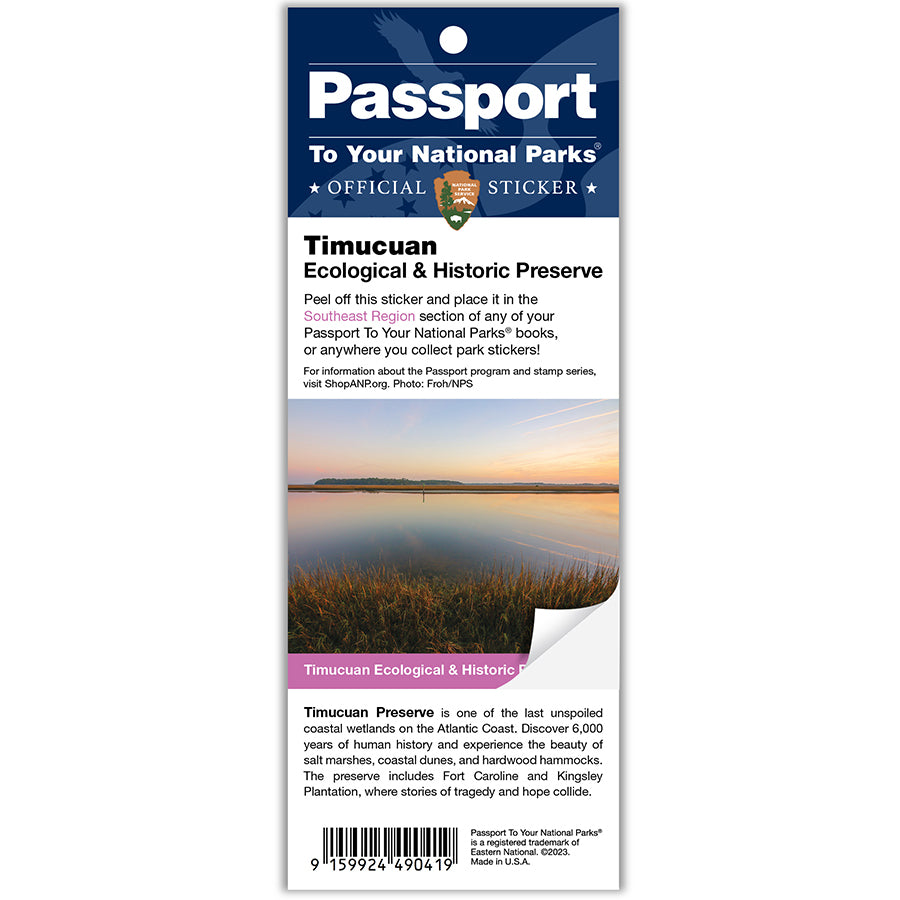 Passport
To Your National Parks®
★ OFFICIAL
NATIONAL
PARK
SERVICE
STICKER ★
Timucuan
Ecological & Historic Preserve
Peel off this sticker and place it in the
Southeast Region section of any of your
Passport To Your National Parks® books,
or anywhere you collect park stickers!
For information about the Passport program and stamp series,
visit ShopANP.org. Photo: Froh/NPS
Timucuan Ecological & Historic
Timucuan Preserve is one of the last unspoiled
coastal wetlands on the Atlantic Coast. Discover 6,000
years of human history and experience the beauty of
salt marshes, coastal dunes, and hardwood hammocks.
The preserve includes Fort Caroline and Kingsley
Plantation, where stories of tragedy and hope collide.
9 159924 490419
Passport To Your National Parks®
is a registered trademark of
Eastern National. ©2023.
Made in U.S.A.